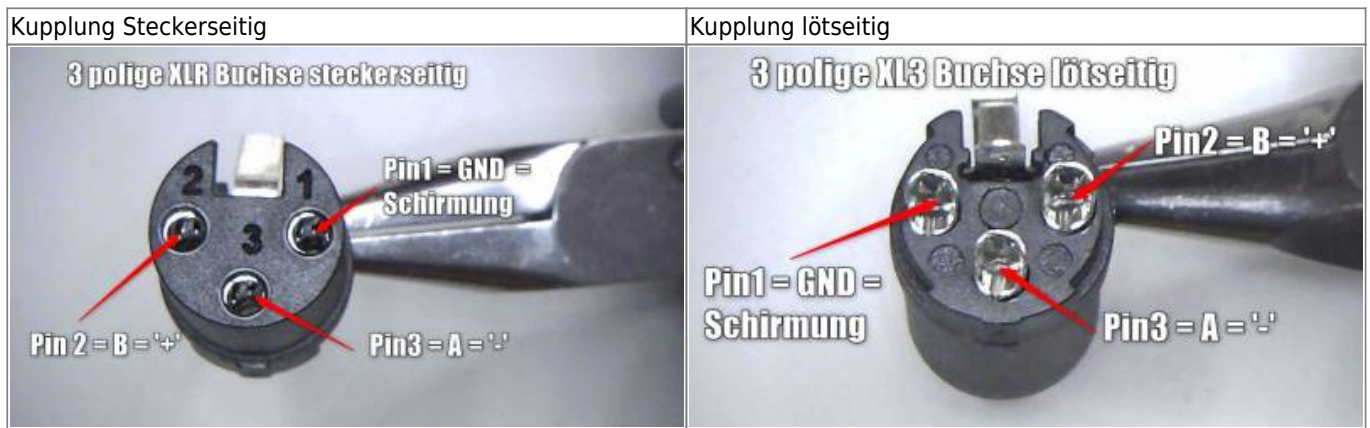 Kupplung Steckerseitig
Kupplung lötseitig
3 polige XLR Buchse steckerseitig
2
1
3
Pin1 = GND =
Schirmung
Pin 2 = B = '+'
Pin3 = A = '-'
3 polige XL3 Buchse lötseitig
Pin2 = B = '+'
Pin1 = GND =
Schirmung
Pin3 = A = '-'